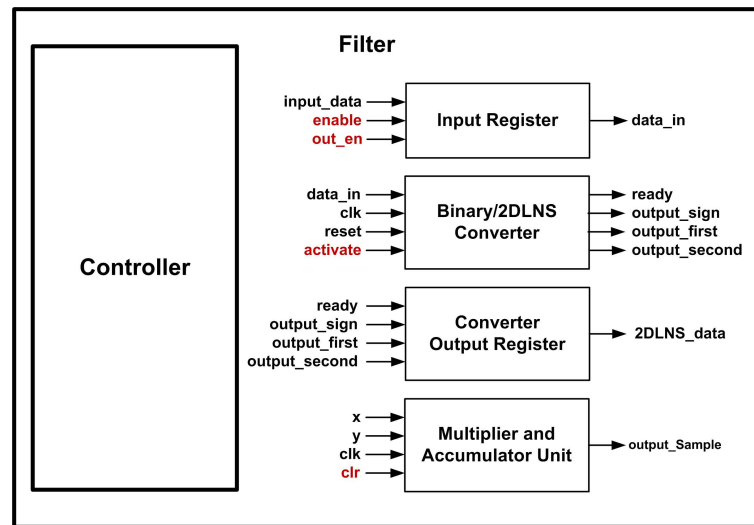 Filter
Controller
input_data
enable
out_en
Input Register
data_in
data_in
clk
reset
activate
Binary/2DLNS
Converter
ready
output_sign
output_first
output_second
ready
output_sign
output_first
output_second
Converter
Output Register
2DLNS_data
x
y
clk
clr
Multiplier and
Accumulator Unit
output_Sample